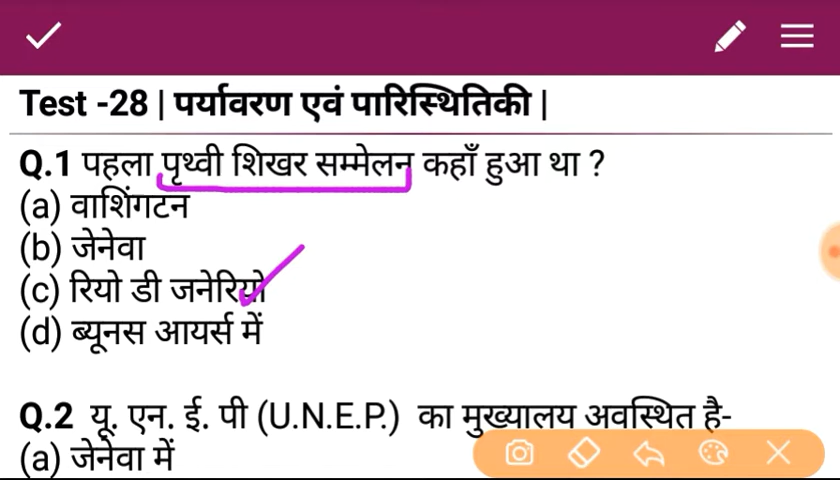 Test -28 | पर्यावरण एवं पारिस्थितिकी |
Q.1 पहला पृथ्वी शिखर सम्मेलन कहाँ हुआ था ?
(a) वाशिंगटन
(b) जेनेवा
(c) रियो डी जनेरियो
(d) ब्यूनस आयर्स में
Q.2 यू. एन. ई. पी (U.N.E.P.) का मुख्यालय अवस्थित है-
(a) जेनेवा में